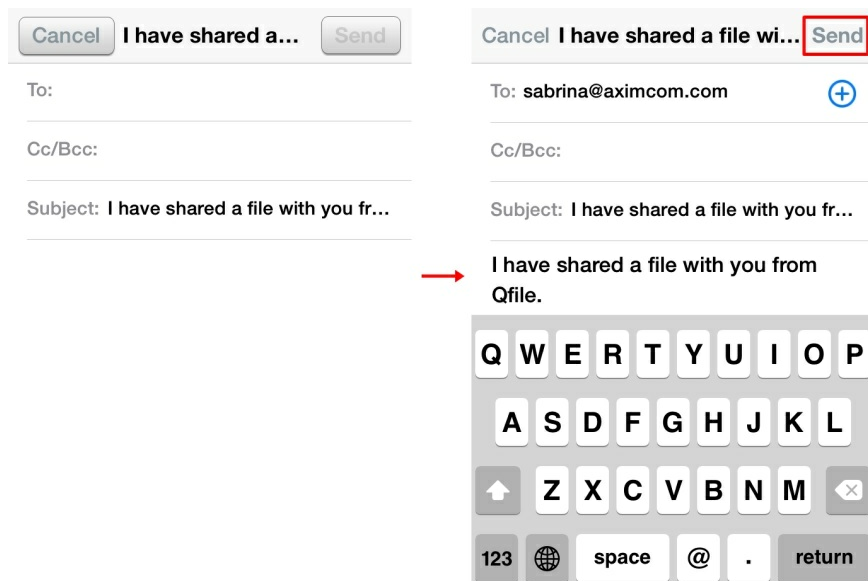 Cancel I have shared a... Send
To:
Cc/Bcc:
Subject: I have shared a file with you fr...
Cancel I have shared a file wi... Send
To: sabrina@aximcom.com
Cc/Bcc:
Subject: I have shared a file with you fr...
I have shared a file with you from
Qfile.
Q W E R T Y U I O P
A S D F G H J K L
Z X C V B N M
123 space @ . return